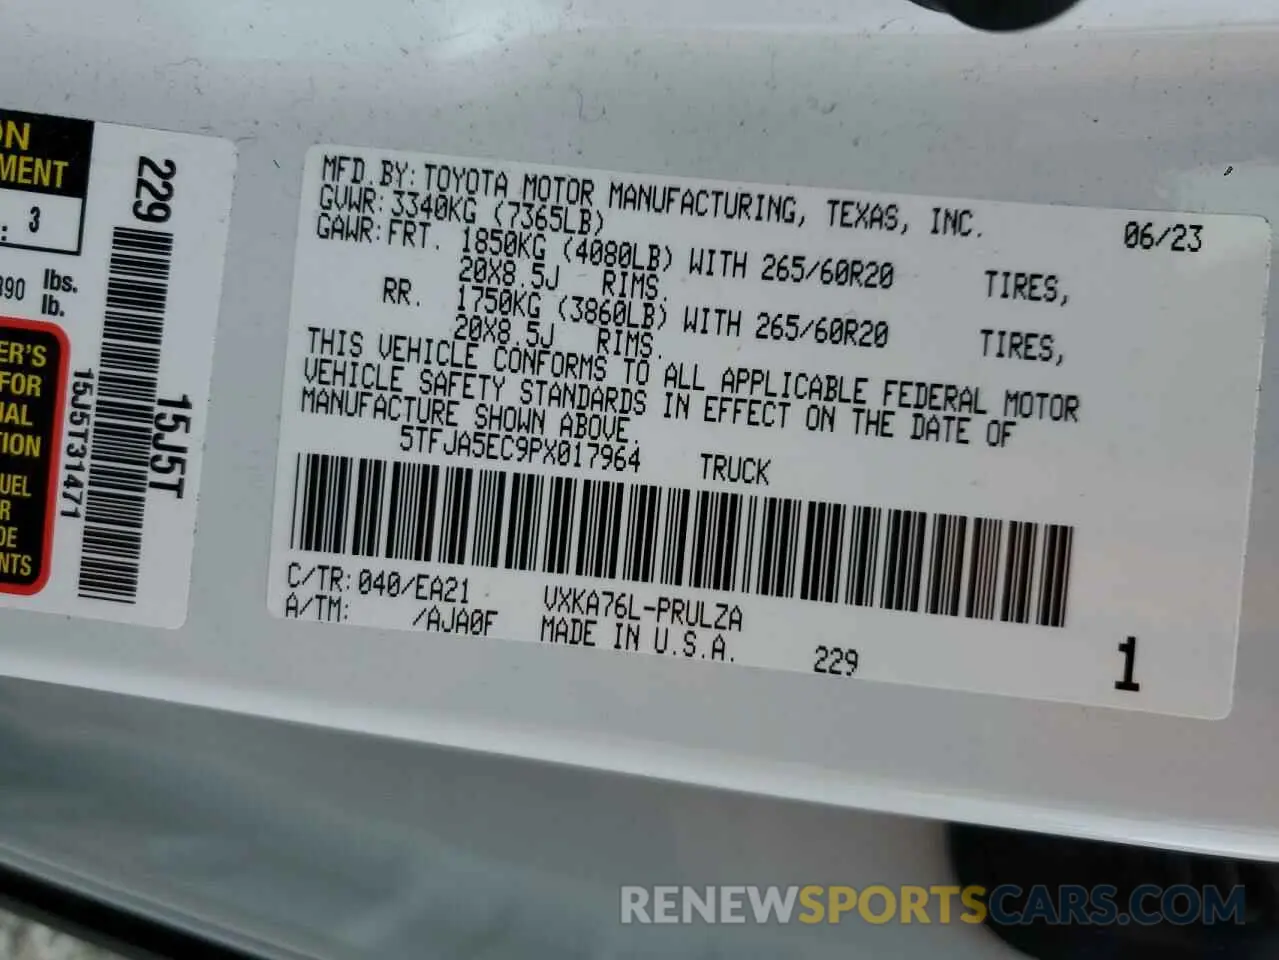 ON
MENT
: 3
390 lbs.
lb.
ER'S
FOR
NAL
TION
UEL
R
DE
NTS
229
15J5T
15J5T31471
MFD.BY:TOYOTA MOTOR MANUFACTURING, TEXAS, INC. 06/23
GVWR:3340KG (7365LB)
GAWR:FRT. 1850KG (4080LB) WITH 265/60R20 TIRES,
20X8.5J RIMS.
RR. 1750KG (3860LB) WITH 265/60R20 TIRES,
20X8.5J RIMS.
THIS VEHICLE CONFORMS TO ALL APPLICABLE FEDERAL MOTOR
VEHICLE SAFETY STANDARDS IN EFFECT ON THE DATE OF
MANUFACTURE SHOWN ABOVE.
5TFJA5EC9PX017964 TRUCK
C/TR:040/EA21 VXKA76L-PRULZA
A/TM: /AJA0F MADE IN U.S.A. 229 1
RENEWSPORTSCARS.COM